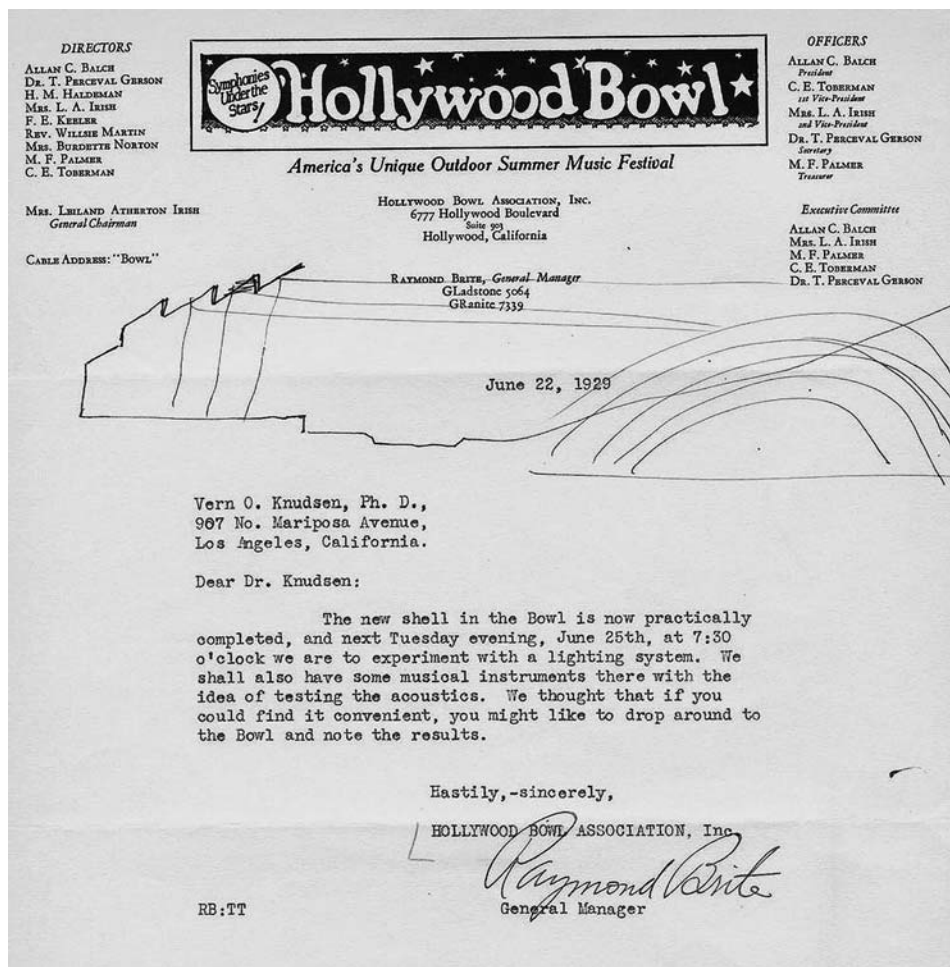 DIRECTORS
ALLAN C. BALCH
DR. T. PERCEVAL GERSON
H. M. HALDEMAN
MRS. L. A. IRISH
F. E. KEELER
REV. WILLSIE MARTIN
MRS. BURDETTE NORTON
M. F. PALMER
C. E. TOBERMAN
MRS. LEILAND ATHERTON IRISH
General Chairman
CABLE ADDRESS: "BOWL"
Symphonies
Under the
Stars!
Hollywood Bowl
America's Unique Outdoor Summer Music Festival
HOLLYWOOD BOWL ASSOCIATION, INC.
6777 Hollywood Boulevard
Suite 903
Hollywood, California
RAYMOND BRITE, General Manager
GLadstone 5064
GRanite 7339
OFFICERS
ALLAN C. BALCH
President
C. E. TOBERMAN
1st Vice-President
MRS. L. A. IRISH
2nd Vice-President
DR. T. PERCEVAL GERSON
Secretary
M. F. PALMER
Treasurer
Executive Committee
ALLAN C. BALCH
MRS. L. A. IRISH
M. F. PALMER
C. E. TOBERMAN
DR. T. PERCEVAL GERSON
June 22, 1929
Vern O. Knudsen, Ph. D.,
907 No. Mariposa Avenue,
Los Angeles, California.
Dear Dr. Knudsen:
The new shell in the Bowl is now practically
completed, and next Tuesday evening, June 25th, at 7:30
o'clock we are to experiment with a lighting system. We
shall also have some musical instruments there with the
idea of testing the acoustics. We thought that if you
could find it convenient, you might like to drop around to
the Bowl and note the results.
Hastily,-sincerely,
HOLLYWOOD BOWL ASSOCIATION, Inc.
Raymond Brite
General Manager
RB:TT